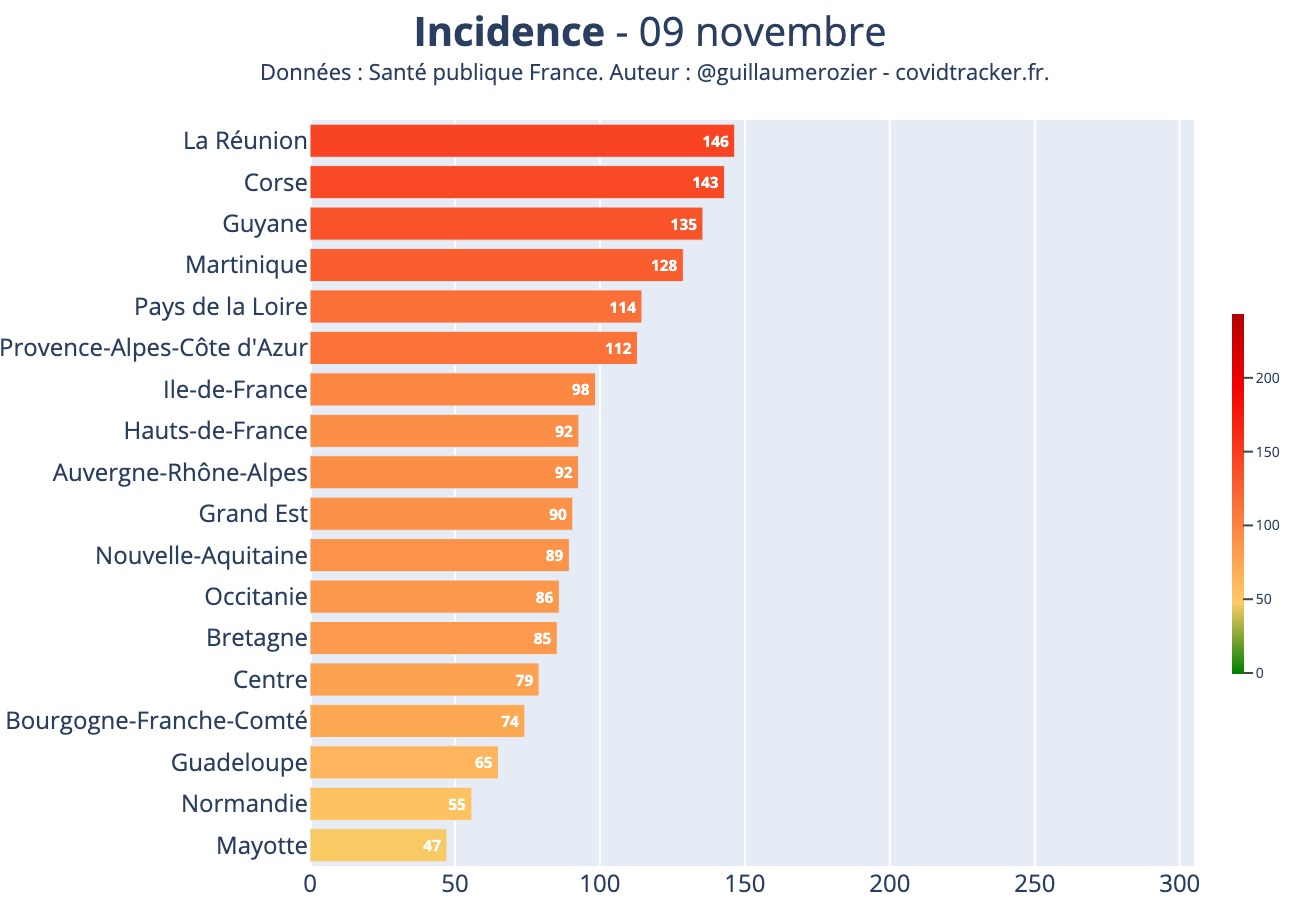 Incidence - 09 novembre
Données : Santé publique France. Auteur : @guillaumerozier - covidtracker.fr.
La Réunion 146
Corse 143
Guyane 135
Martinique 128
Pays de la Loire 114
Provence-Alpes-Côte d'Azur 112
Ile-de-France 98
Hauts-de-France 92
Auvergne-Rhône-Alpes 92
Grand Est 90
Nouvelle-Aquitaine 89
Occitanie 86
Bretagne 85
Centre 79
Bourgogne-Franche-Comté 74
Guadeloupe 65
Normandie 55
Mayotte 47
0 50 100 150 200 250 300
200
150
100
50
0